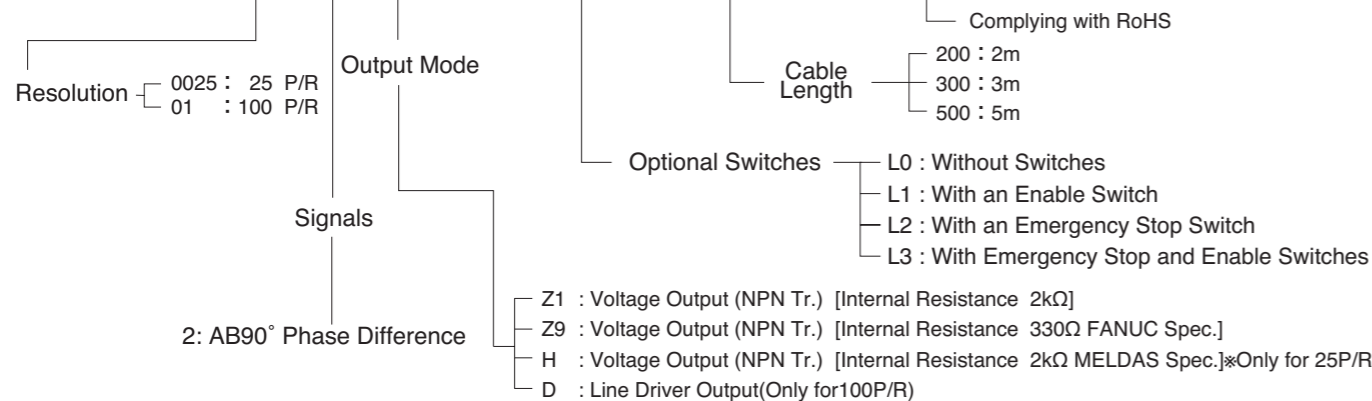 Complying with RoHS
Resolution
0025 : 25 P/R
01 : 100 P/R
Output Mode
Cable
Length
200 : 2m
300 : 3m
500 : 5m
Optional Switches
L0 : Without Switches
L1 : With an Enable Switch
L2 : With an Emergency Stop Switch
L3 : With Emergency Stop and Enable Switches
Signals
2: AB90° Phase Difference
Z1 : Voltage Output (NPN Tr.) [Internal Resistance 2kΩ]
Z9 : Voltage Output (NPN Tr.) [Internal Resistance 330Ω FANUC Spec.]
H : Voltage Output (NPN Tr.) [Internal Resistance 2kΩ MELDAS Spec.]※Only for 25P/R
D : Line Driver Output(Only for100P/R)